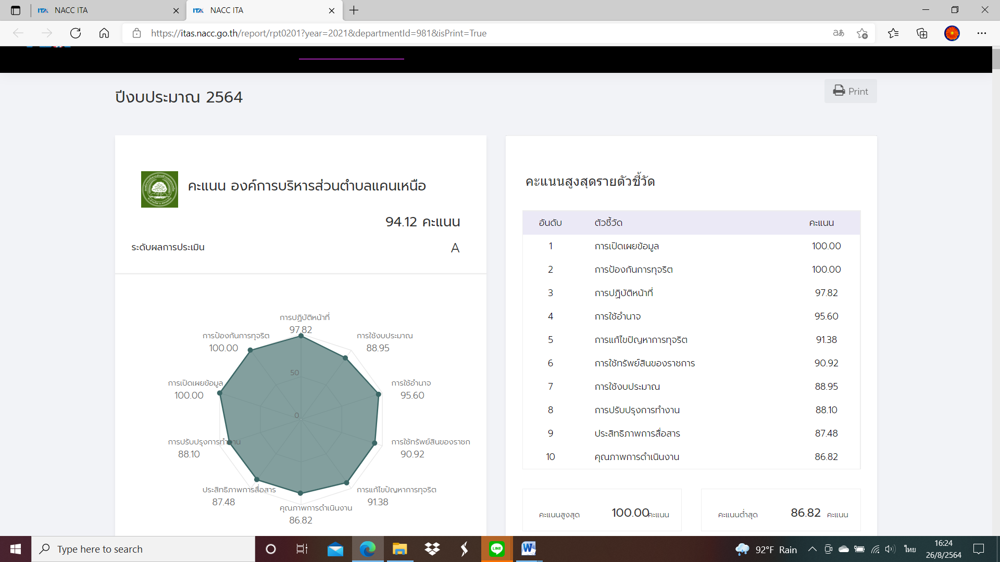 NACC ITA
NACC ITA
https://itas.nacc.go.th/report/rpt0201?year=2021&departmentId=981&isPrint=True
ปีงบประมาณ 2564
Print
คะแนน องค์การบริหารส่วนตำบลแคนเหนือ
94.12 คะแนน
ระดับผลการประเมิน A
การปฏิบัติหน้าที่
97.82
การป้องกันการทุจริต
100.00
การใช้งบประมาณ
88.95
50
การเปิดเผยข้อมูล
100.00
การใช้อำนาจ
95.60
0
การปรับปรุงการทำงาน
88.10
การใช้ทรัพย์สินของราชก
90.92
ประสิทธิภาพการสื่อสาร
87.48
การแก้ไขปัญหาการทุจริต
91.38
คุณภาพการดำเนินงาน
86.82
คะแนนสูงสุดรายตัวชี้วัด
อันดับ ตัวชี้วัด คะแนน
1 การเปิดเผยข้อมูล 100.00
2 การป้องกันการทุจริต 100.00
3 การปฏิบัติหน้าที่ 97.82
4 การใช้อำนาจ 95.60
5 การแก้ไขปัญหาการทุจริต 91.38
6 การใช้ทรัพย์สินของราชการ 90.92
7 การใช้งบประมาณ 88.95
8 การปรับปรุงการทำงาน 88.10
9 ประสิทธิภาพการสื่อสาร 87.48
10 คุณภาพการดำเนินงาน 86.82
คะแนนสูงสุด 100.00 คะแนน
คะแนนต่ำสุด 86.82 คะแนน
Type here to search
LINE
92°F Rain
ไทย
16:24
26/8/2564